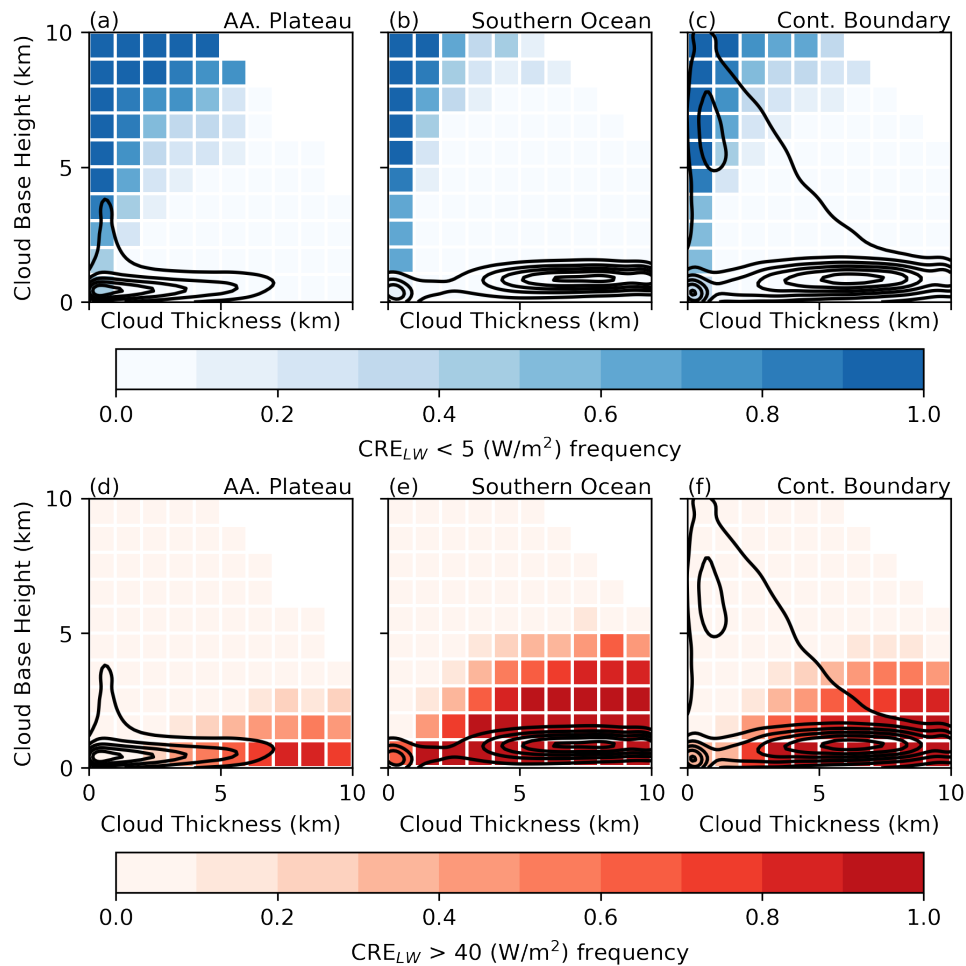 (a) AA. Plateau (b) Southern Ocean (c) Cont. Boundary
10
5
0
Cloud Base Height (km)
Cloud Thickness (km) Cloud Thickness (km) Cloud Thickness (km)
0.0 0.2 0.4 0.6 0.8 1.0
CRE_LW < 5 (W/m²) frequency
(d) AA. Plateau (e) Southern Ocean (f) Cont. Boundary
10
5
0
Cloud Base Height (km)
0 5 10 0 5 10 0 5 10
Cloud Thickness (km) Cloud Thickness (km) Cloud Thickness (km)
0.0 0.2 0.4 0.6 0.8 1.0
CRE_LW > 40 (W/m²) frequency